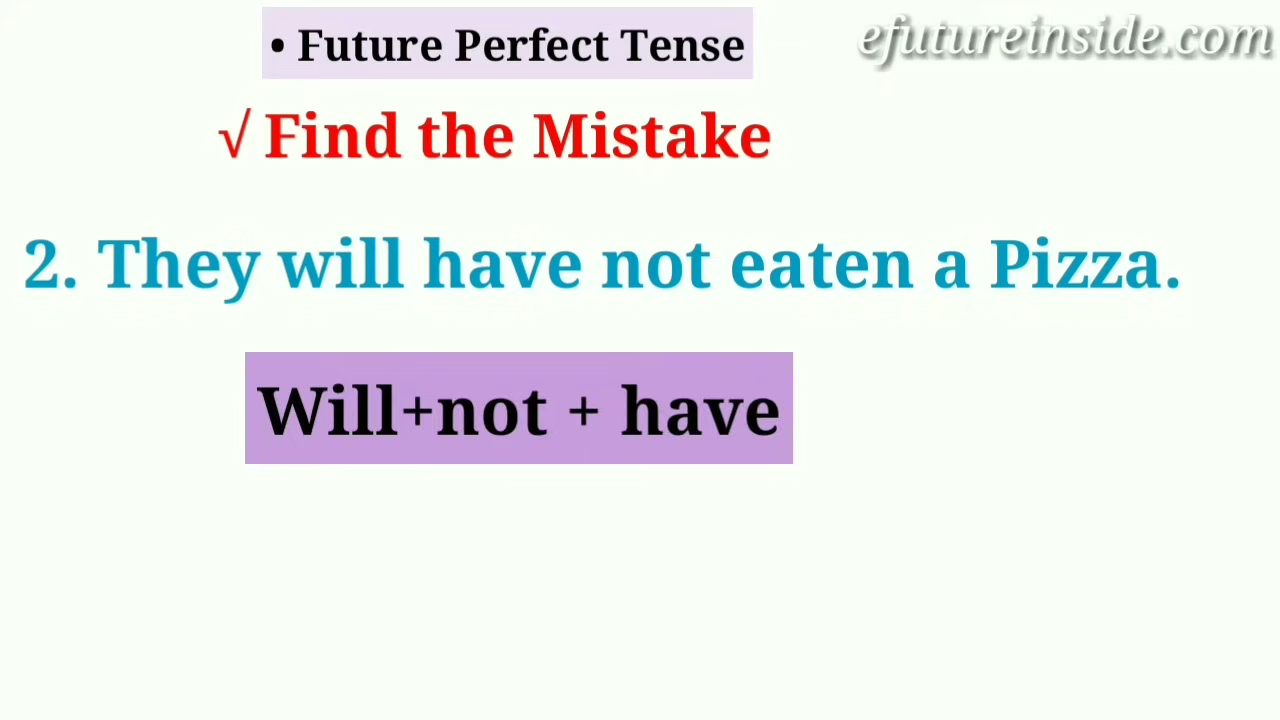 • Future Perfect Tense
efutureinside.com
√ Find the Mistake
2. They will have not eaten a Pizza.
Will+not + have